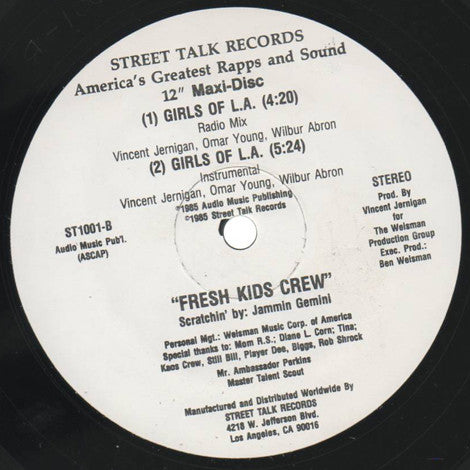 STREET TALK RECORDS
America's Greatest Rapps and Sound
12" Maxi-Disc
(1) GIRLS OF L.A. (4:20)
Radio Mix
Vincent Jernigan, Omar Young, Wilbur Abron
(2) GIRLS OF L.A. (5:24)
Instrumental
Vincent Jernigan, Omar Young, Wilbur Abron
℗1985 Audio Music Publishing
©1985 Street Talk Records
ST1001-B
Audio Music Pub'l.
(ASCAP)
STEREO
Prod. By
Vincent Jernigan
for
The Weisman
Production Group
Exec. Prod.:
Ben Weisman
"FRESH KIDS CREW"
Scratchin' by: Jammin Gemini
Personal Mgt.: Weisman Music Corp. of America
Special thanks to: Mom R.S.; Diane L. Corn; Tina;
Kaos Crew, Still Bill, Player Dee, Biggs, Rob Shrock
Mr. Ambassador Perkins
Master Talent Scout
Manufactured and Distributed Worldwide By
STREET TALK RECORDS
4218 W. Jefferson Blvd.
Los Angeles, CA 90016